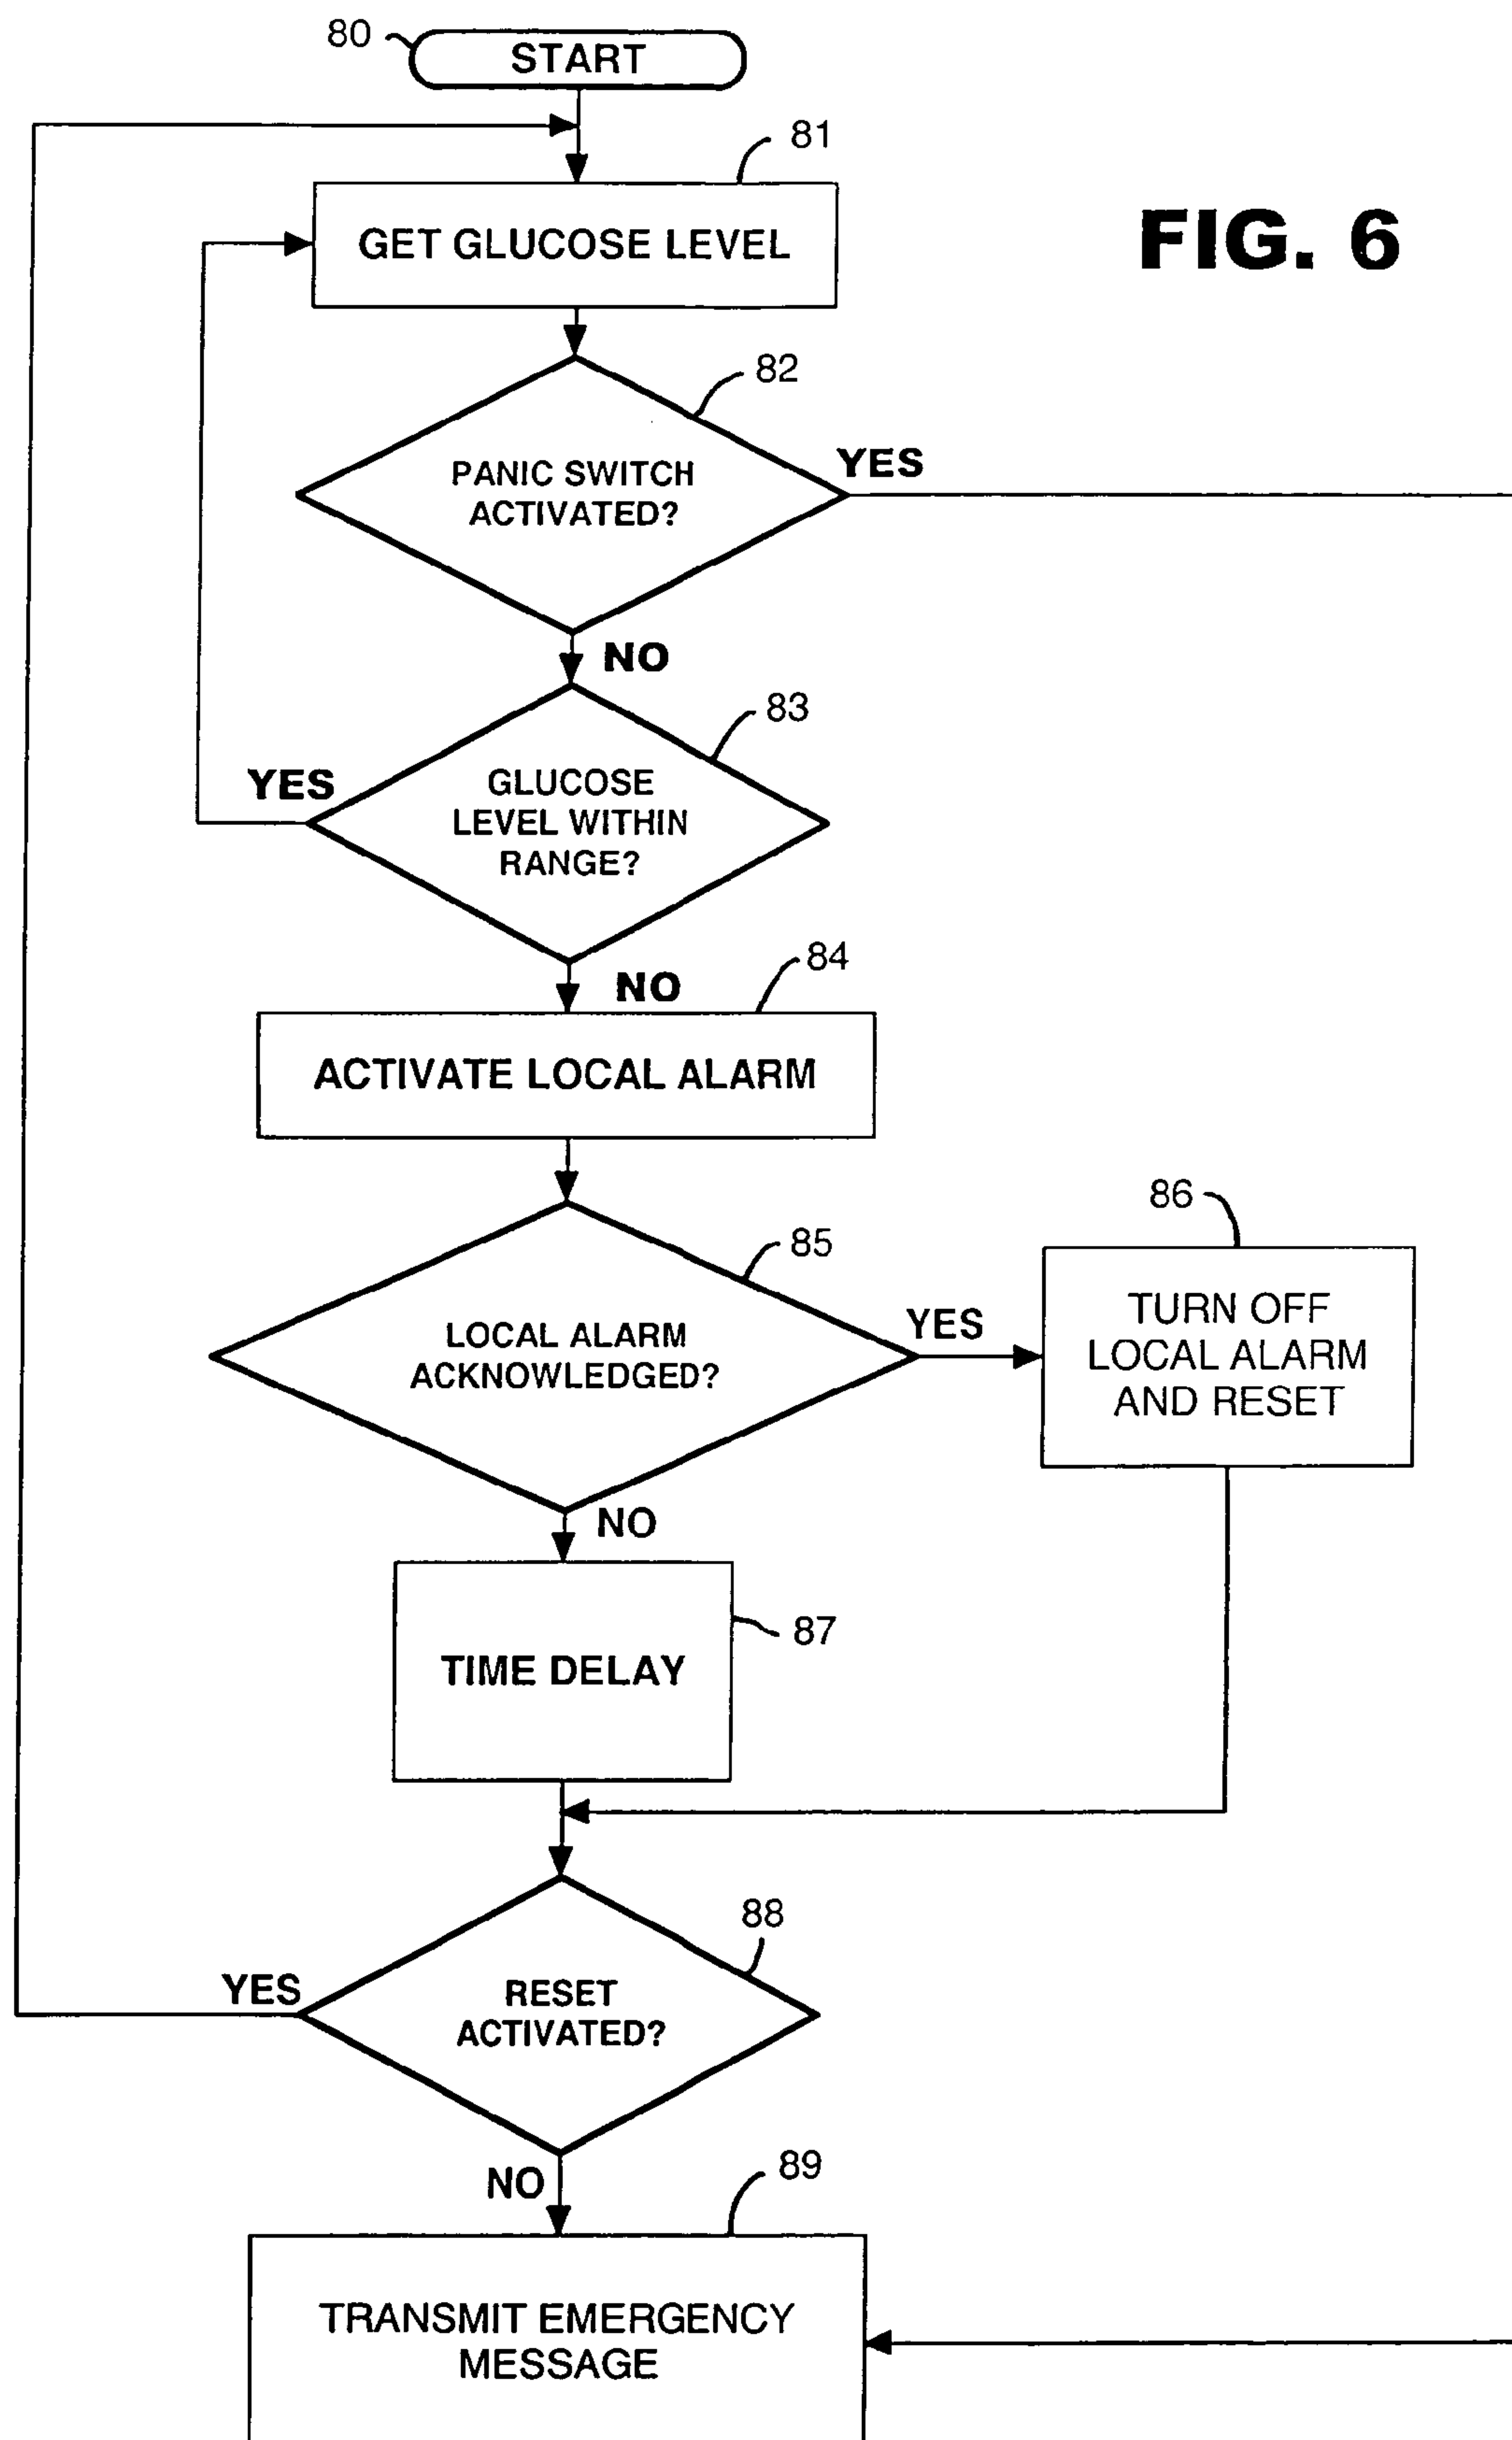 80
START
81
GET GLUCOSE LEVEL
FIG. 6
82
PANIC SWITCH
ACTIVATED?
YES
NO
83
YES
GLUCOSE
LEVEL WITHIN
RANGE?
NO
84
ACTIVATE LOCAL ALARM
85
LOCAL ALARM
ACKNOWLEDGED?
YES
86
TURN OFF
LOCAL ALARM
AND RESET
NO
87
TIME DELAY
88
YES
RESET
ACTIVATED?
NO
89
TRANSMIT EMERGENCY
MESSAGE